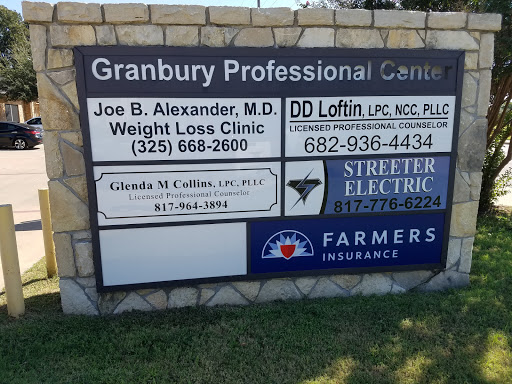 Granbury Professional Center
Joe B. Alexander, M.D.
Weight Loss Clinic
(325) 668-2600
DD Loftin, LPC, NCC, PLLC
LICENSED PROFESSIONAL COUNSELOR
682-936-4434
Glenda M Collins, LPC, PLLC
Licensed Professional Counselor
817-964-3894
STREETER
ELECTRIC
817-776-6224
FARMERS
INSURANCE